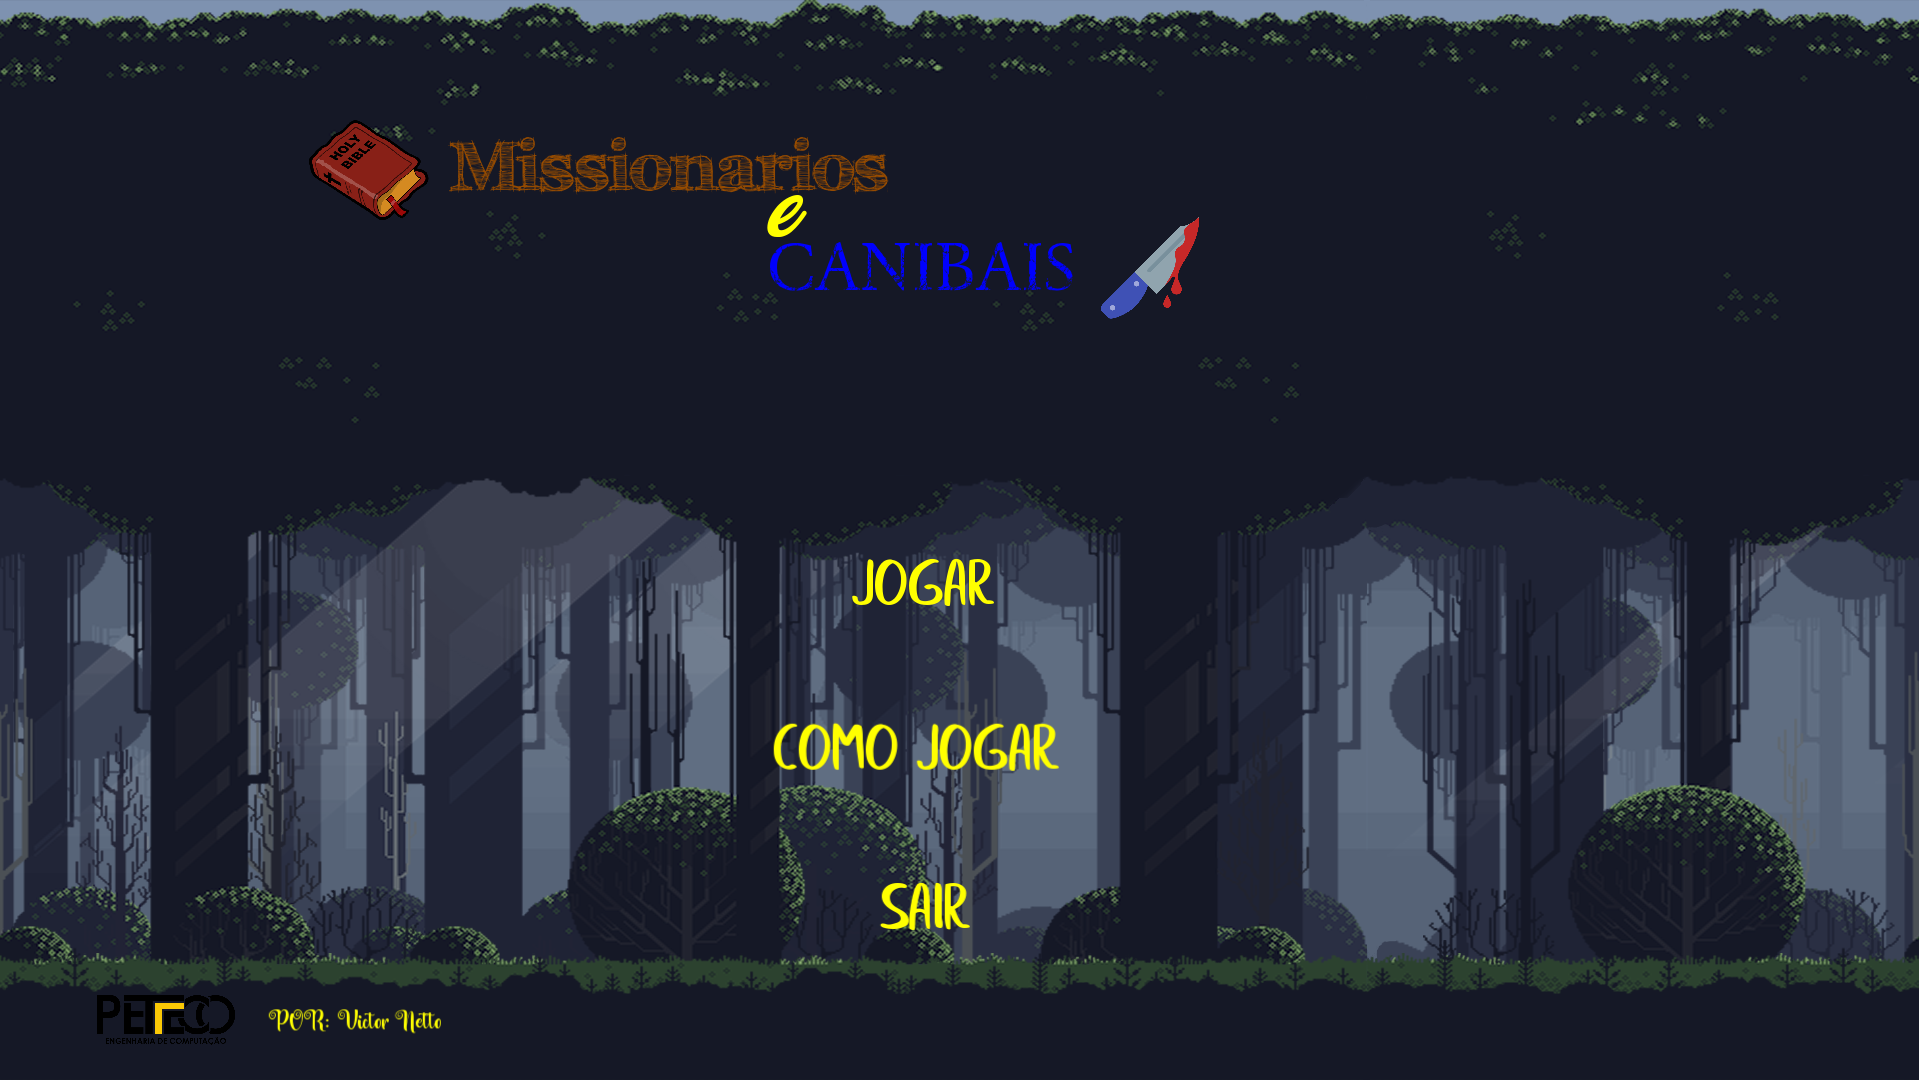 HOLY
BIBLE
Missionarios
e
CANIBAIS
JOGAR
COMO JOGAR
SAIR
PETECO
ENGENHARIA DE COMPUTAÇÃO
POR: Victor Netto